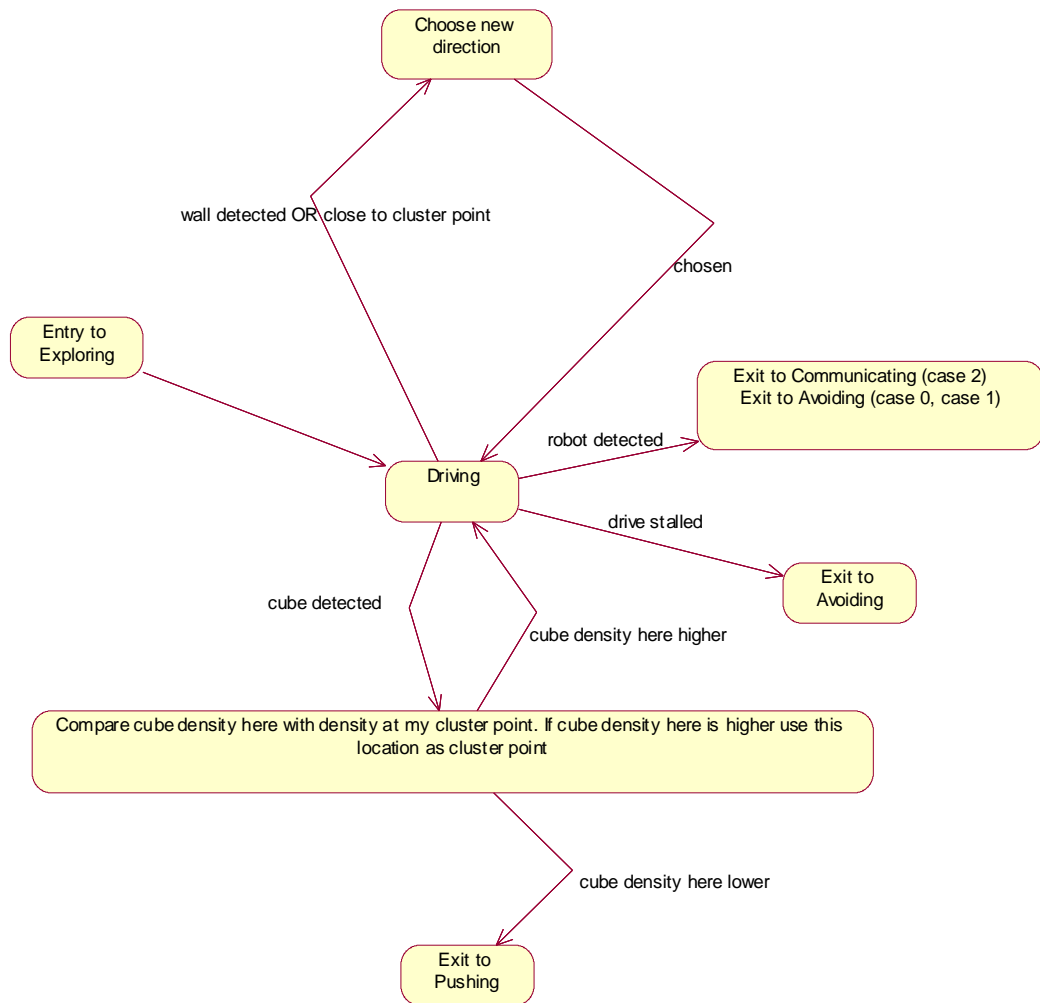 Choose new
direction
wall detected OR close to cluster point
chosen
Entry to
Exploring
Exit to Communicating (case 2)
Exit to Avoiding (case 0, case 1)
robot detected
Driving
drive stalled
Exit to
Avoiding
cube detected
cube density here higher
Compare cube density here with density at my cluster point. If cube density here is higher use this
location as cluster point
cube density here lower
Exit to
Pushing